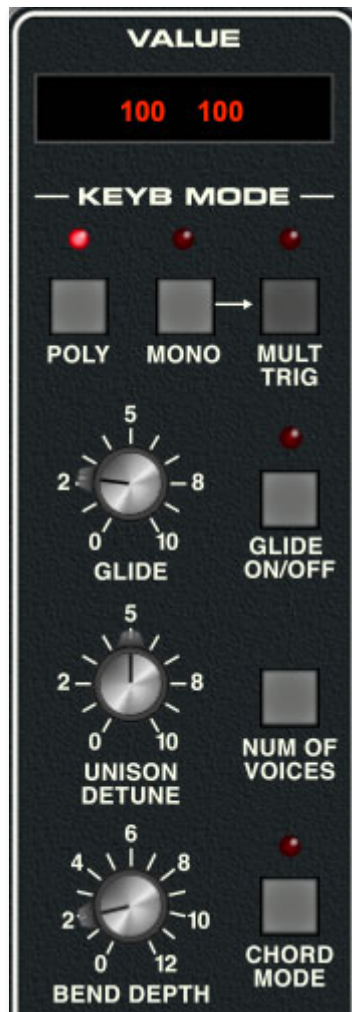 VALUE
100 100
KEYB MODE
POLY MONO MULT
TRIG
5
2 8
0 10
GLIDE
GLIDE
ON/OFF
5
2 8
0 10
UNISON
DETUNE
NUM OF
VOICES
6
4 8
2 10
0 12
BEND DEPTH
CHORD
MODE